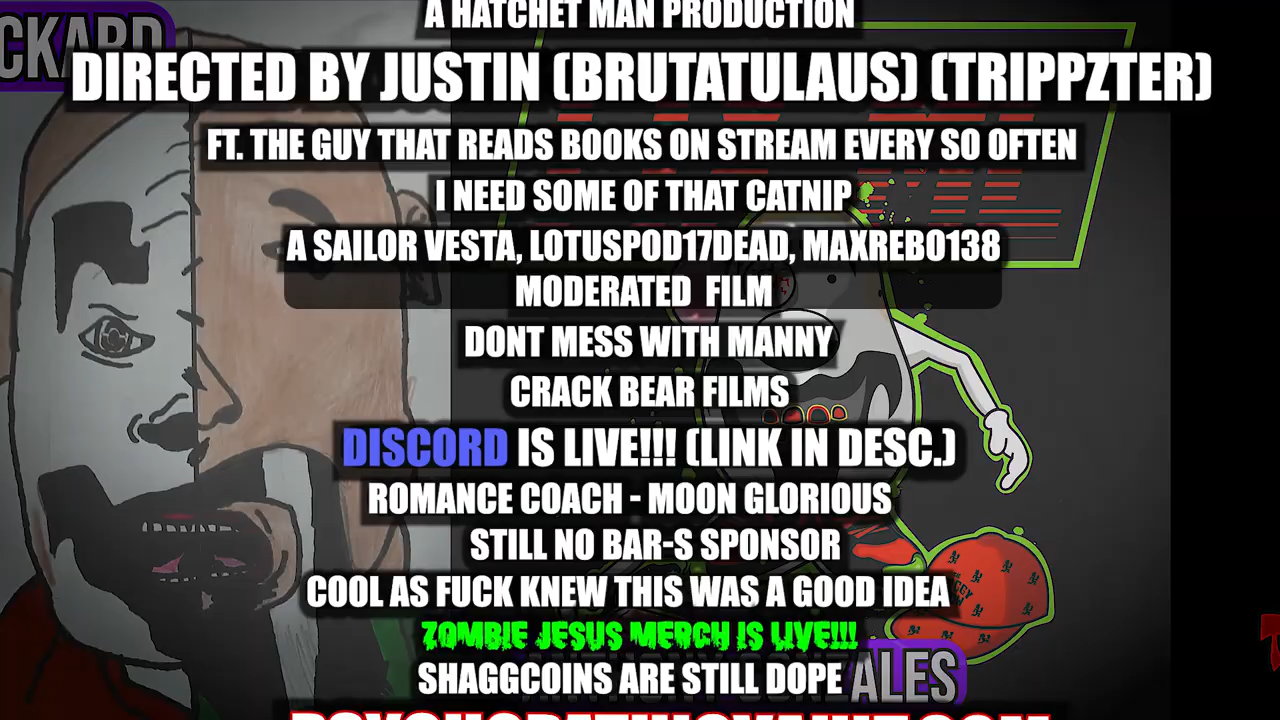 CKARD
A HATCHET MAN PRODUCTION
DIRECTED BY JUSTIN (BRUTATULAUS) (TRIPPZTER)
FT. THE GUY THAT READS BOOKS ON STREAM EVERY SO OFTEN
I NEED SOME OF THAT CATNIP
A SAILOR VESTA, LOTUSPOD17DEAD, MAXREBO138
MODERATED FILM
DONT MESS WITH MANNY
CRACK BEAR FILMS
DISCORD IS LIVE!!! (LINK IN DESC.)
ROMANCE COACH - MOON GLORIOUS
STILL NO BAR-S SPONSOR
COOL AS FUCK KNEW THIS WAS A GOOD IDEA
ZOMBIE JESUS MERCH IS LIVE!!!
SHAGGCOINS ARE STILL DOPE
ALES